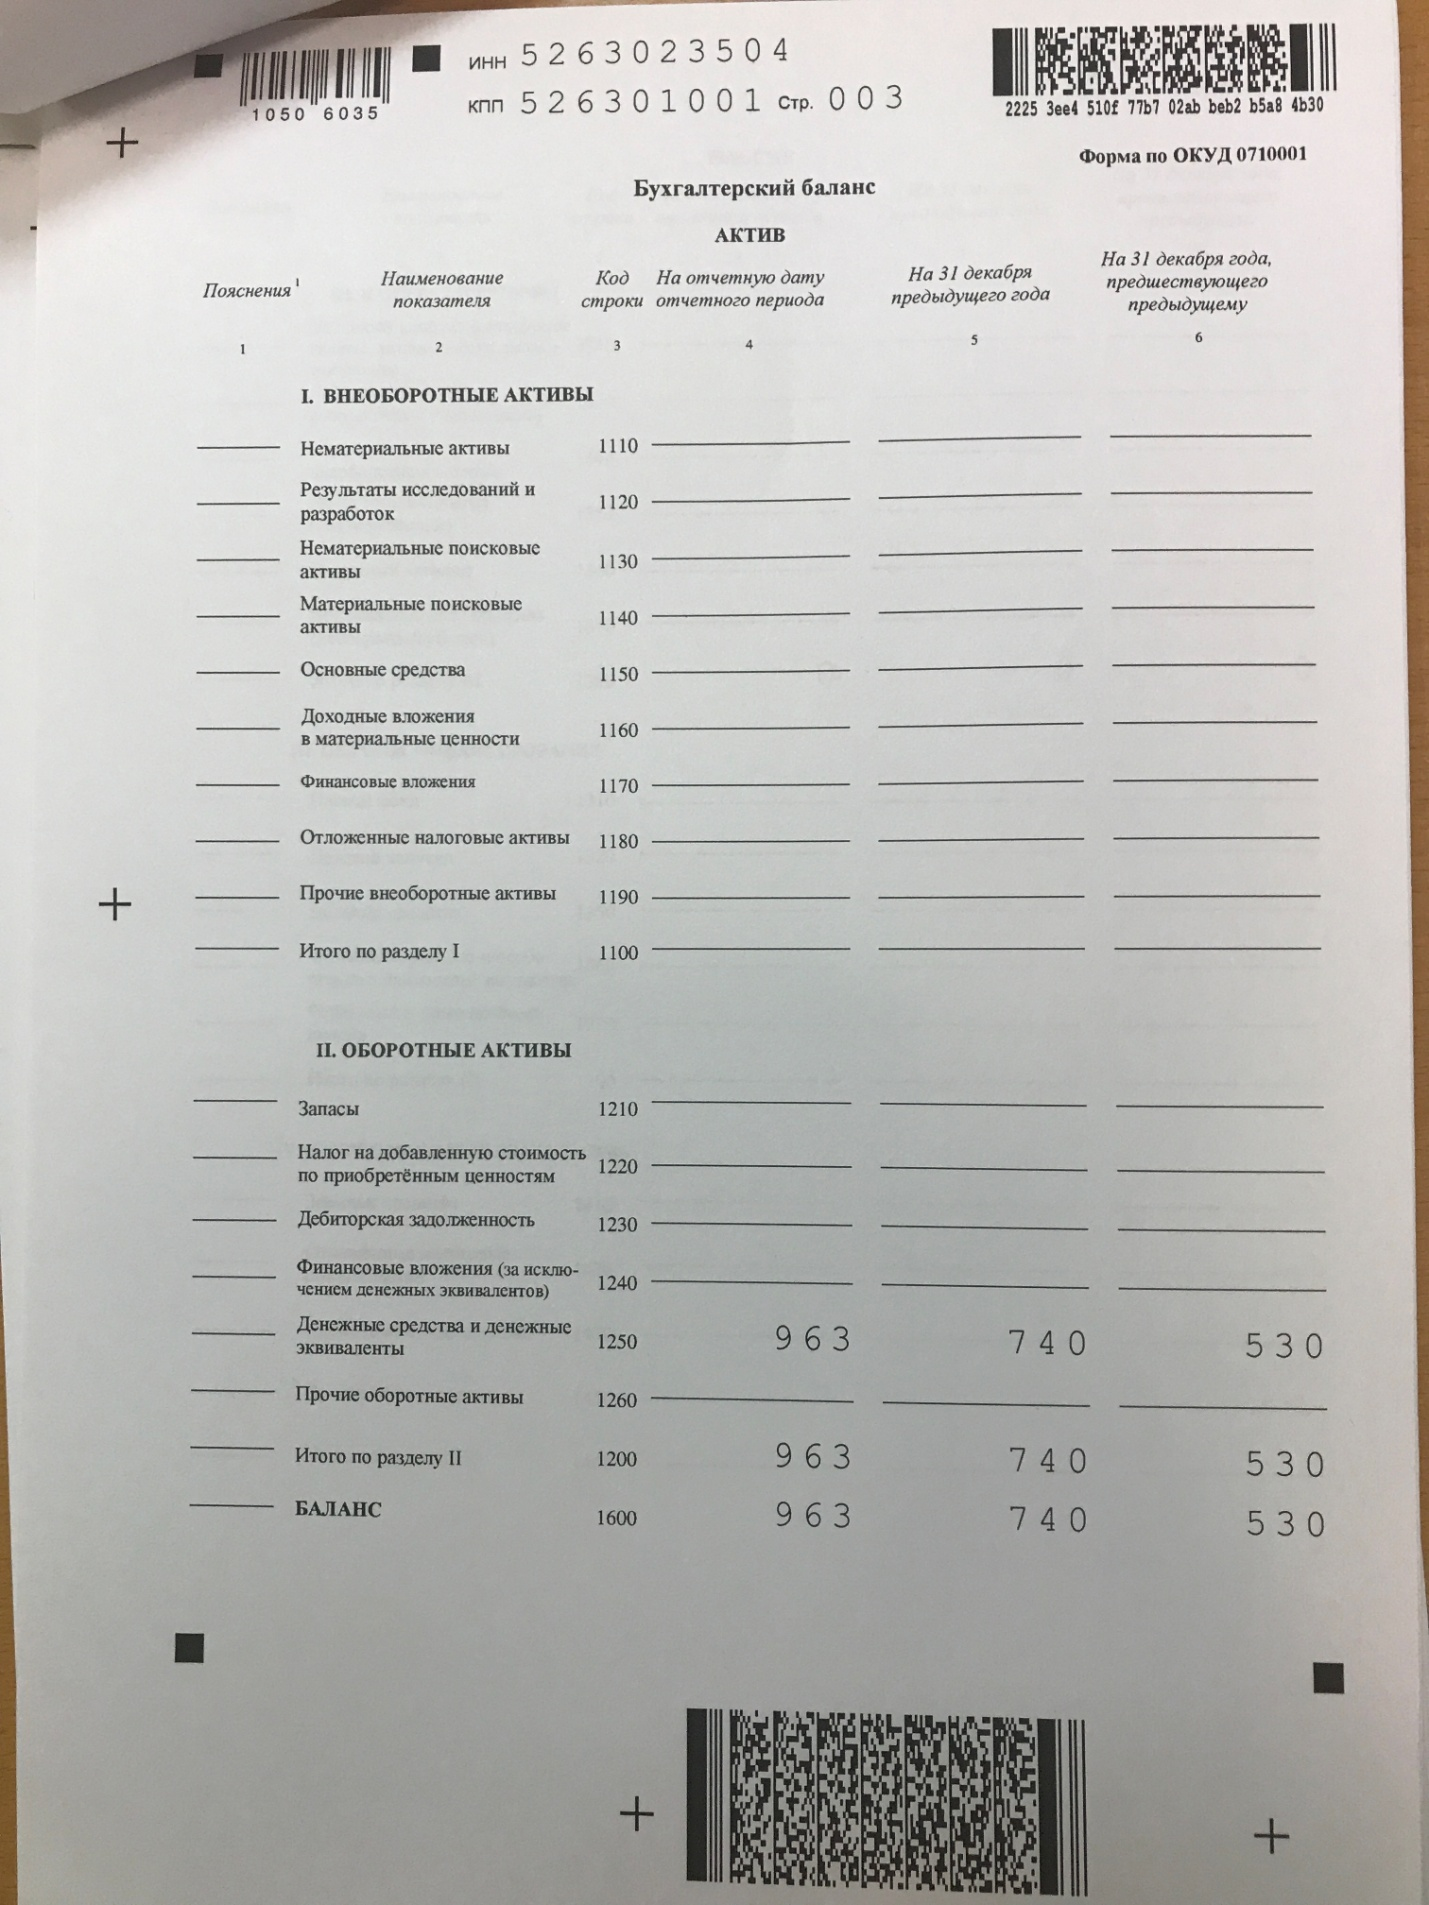 1050 6035
ИНН 5263023504
КПП 526301001 Стр. 003
2225 3ee4 510f 77b7 02ab beb2 b5a8 4b30
Форма по ОКУД 0710001
Бухгалтерский баланс
АКТИВ
Пояснения 1 Наименование показателя Код строки На отчетную дату отчетного периода На 31 декабря предыдущего года На 31 декабря года, предшествующего предыдущему
1 2 3 4 5 6
I. ВНЕОБОРОТНЫЕ АКТИВЫ
Нематериальные активы 1110
Результаты исследований и
разработок 1120
Нематериальные поисковые
активы 1130
Материальные поисковые
активы 1140
Основные средства 1150
Доходные вложения
в материальные ценности 1160
Финансовые вложения 1170
Отложенные налоговые активы 1180
Прочие внеоборотные активы 1190
Итого по разделу I 1100
II. ОБОРОТНЫЕ АКТИВЫ
Запасы 1210
Налог на добавленную стоимость
по приобретённым ценностям 1220
Дебиторская задолженность 1230
Финансовые вложения (за исклю-
чением денежных эквивалентов) 1240
Денежные средства и денежные
эквиваленты 1250 963 740 530
Прочие оборотные активы 1260
Итого по разделу II 1200 963 740 530
БАЛАНС 1600 963 740 530